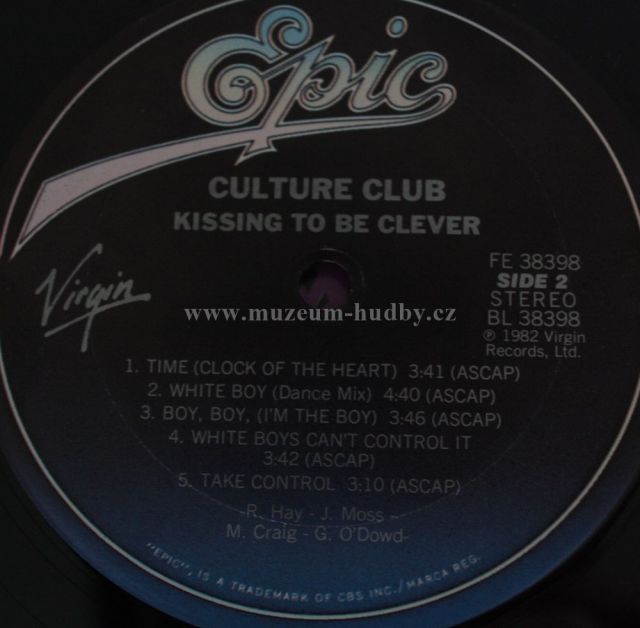 Epic
CULTURE CLUB
KISSING TO BE CLEVER
Virgin
FE 38398
SIDE 2
STEREO
BL 38398
℗ 1982 Virgin
Records, Ltd.
www.muzeum-hudby.cz
1. TIME (CLOCK OF THE HEART) 3:41 (ASCAP)
2. WHITE BOY (Dance Mix) 4:40 (ASCAP)
3. BOY, BOY, (I'M THE BOY) 3:46 (ASCAP)
4. WHITE BOYS CAN'T CONTROL IT
3:42 (ASCAP)
5. TAKE CONTROL 3:10 (ASCAP)
-R. Hay - J. Moss -
M. Craig - G. O'Dowd-
"EPIC", IS A TRADEMARK OF CBS INC./MARCA REG.